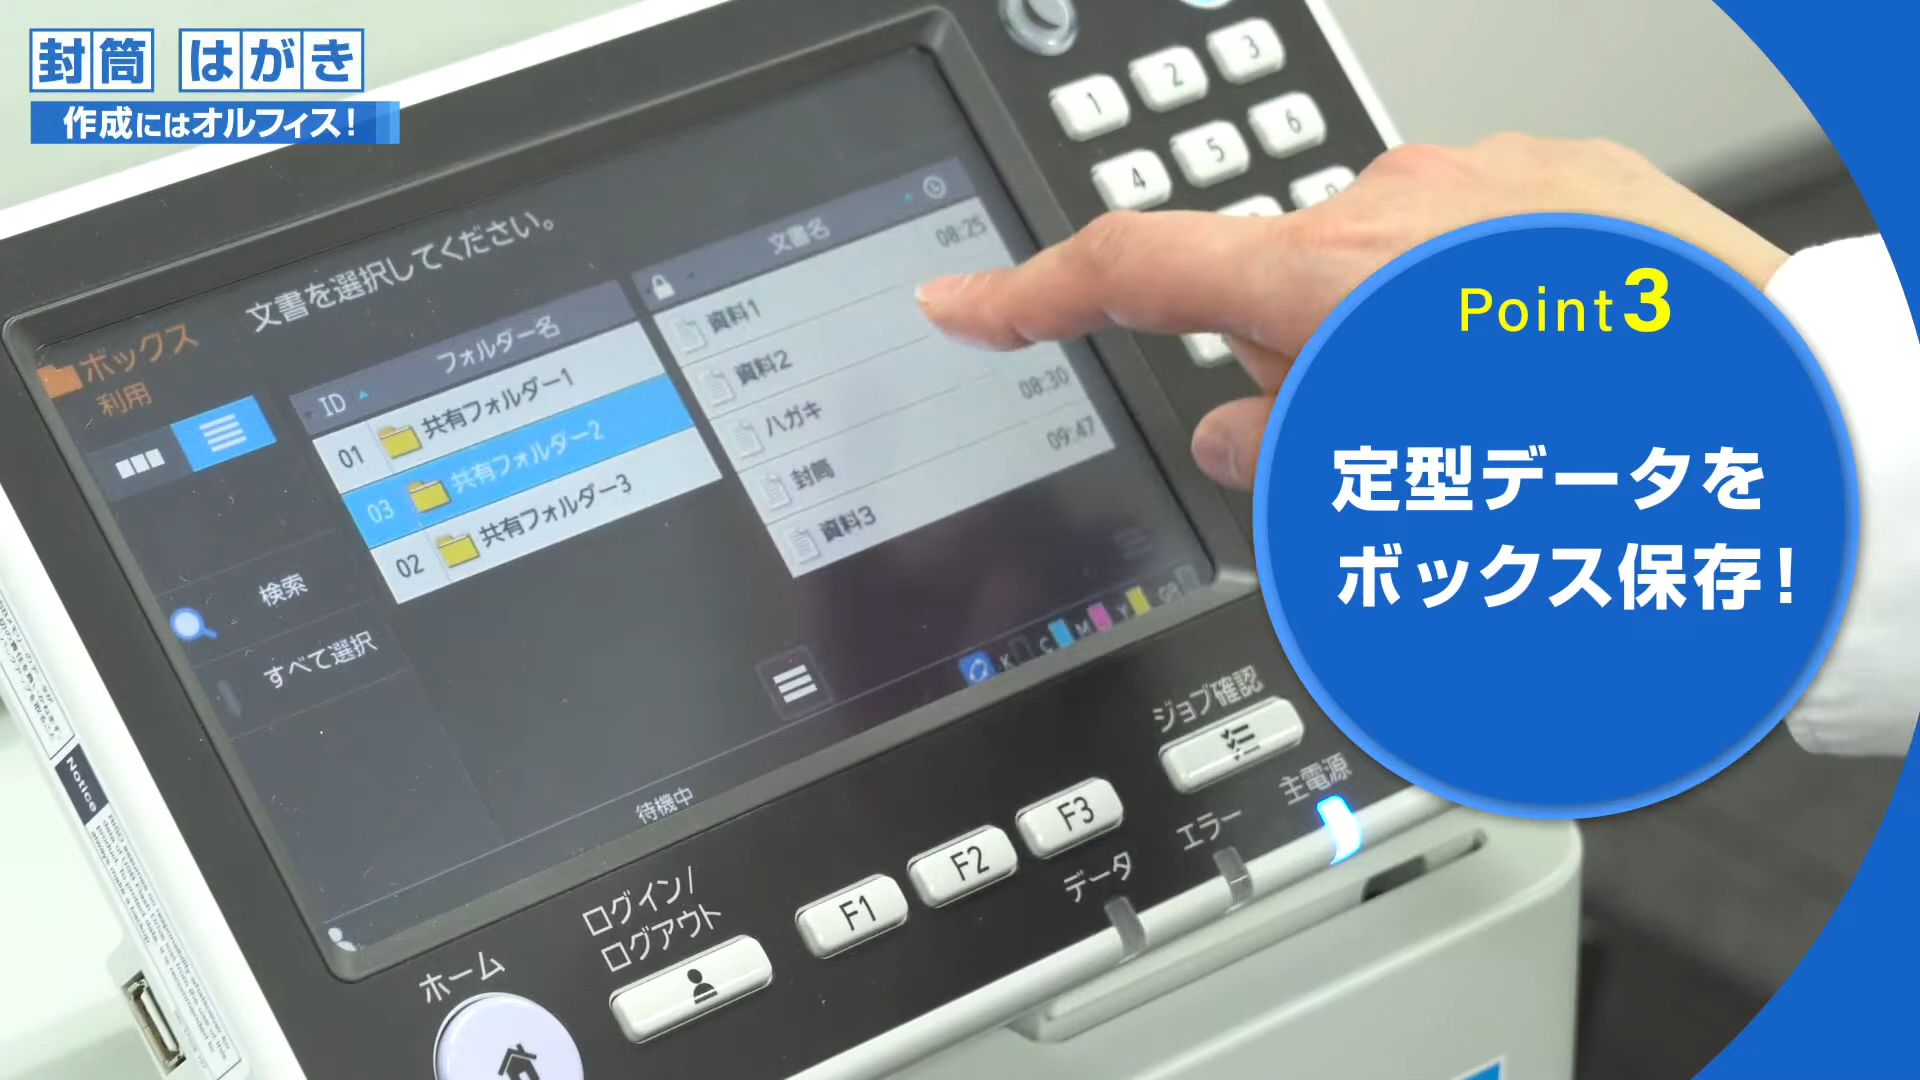 封筒 はがき
作成にはオルフィス!
Point3
定型データを
ボックス保存!
文書を選択してください。
ボックス
利用
ID フォルダー名
01 共有フォルダー1
03 共有フォルダー2
02 共有フォルダー3
文書名
資料1 08:25
資料2
ハガキ 08:30
封筒 09:47
資料3
検索
すべて選択
待機中
K C M Y
1 2 3
4 5 6
9
ジョブ確認
主電源
エラー
データ
F1 F2 F3
ログイン/
ログアウト
ホーム
Notice